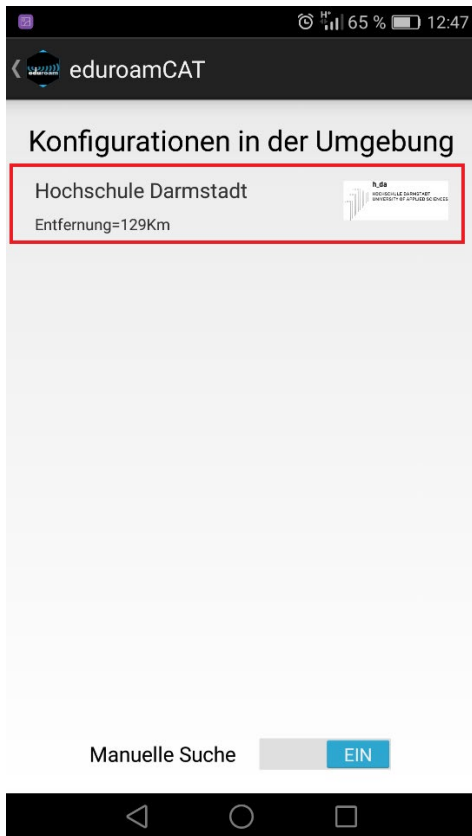 H+ 65 % 12:47
eduroamCAT
Konfigurationen in der Umgebung
Hochschule Darmstadt
h_da
HOCHSCHULE DARMSTADT
UNIVERSITY OF APPLIED SCIENCES
Entfernung=129Km
Manuelle Suche EIN